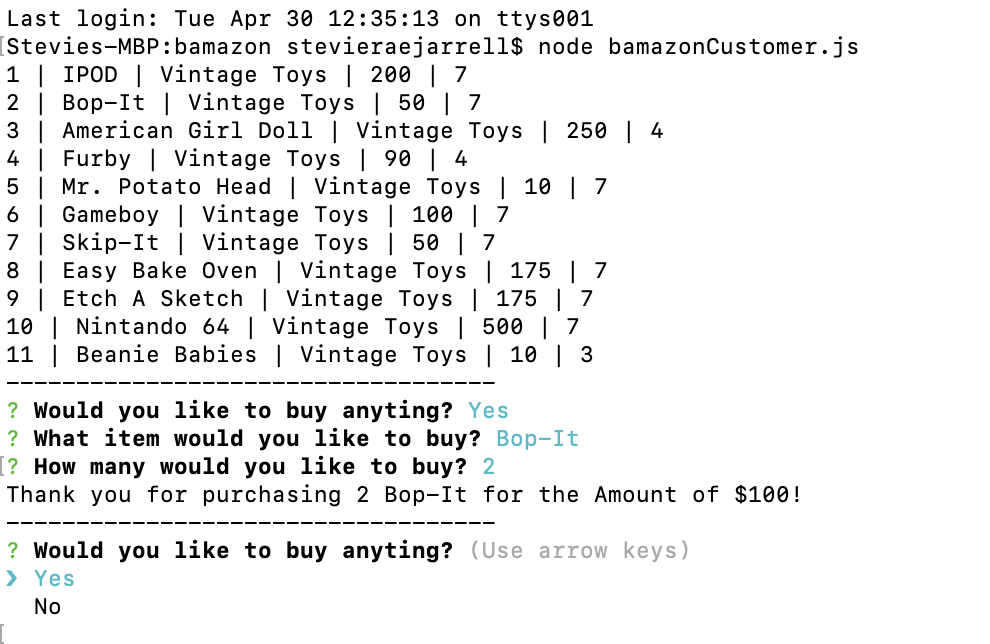 Last login: Tue Apr 30 12:35:13 on ttys001
[Stevies-MBP:bamazon stevieraejarrell$ node bamazonCustomer.js
1 | IPOD | Vintage Toys | 200 | 7
2 | Bop-It | Vintage Toys | 50 | 7
3 | American Girl Doll | Vintage Toys | 250 | 4
4 | Furby | Vintage Toys | 90 | 4
5 | Mr. Potato Head | Vintage Toys | 10 | 7
6 | Gameboy | Vintage Toys | 100 | 7
7 | Skip-It | Vintage Toys | 50 | 7
8 | Easy Bake Oven | Vintage Toys | 175 | 7
9 | Etch A Sketch | Vintage Toys | 175 | 7
10 | Nintando 64 | Vintage Toys | 500 | 7
11 | Beanie Babies | Vintage Toys | 10 | 3
-----------------------------------
? Would you like to buy anyting? Yes
? What item would you like to buy? Bop-It
[? How many would you like to buy? 2
Thank you for purchasing 2 Bop-It for the Amount of $100!
-----------------------------------
? Would you like to buy anyting? (Use arrow keys)
❯ Yes
  No
[